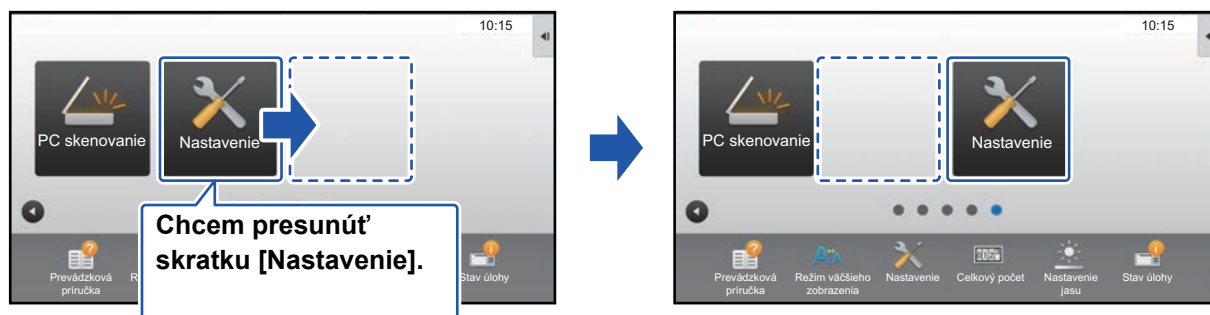 10:15
PC skenovanie
Nastavenie
Chcem presunúť
skratku [Nastavenie].
Prevádzková
príručka
R
Stav úlohy
10:15
PC skenovanie
Nastavenie
Prevádzková
príručka
Režim väčšieho
zobrazenia
Nastavenie
Celkový počet
Nastavenie
jasu
Stav úlohy